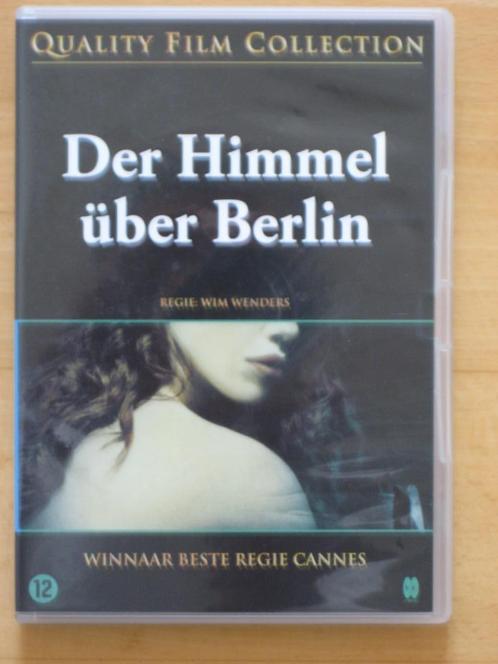 QUALITY FILM COLLECTION
Der Himmel
über Berlin
REGIE: WIM WENDERS
WINNAAR BESTE REGIE CANNES
12